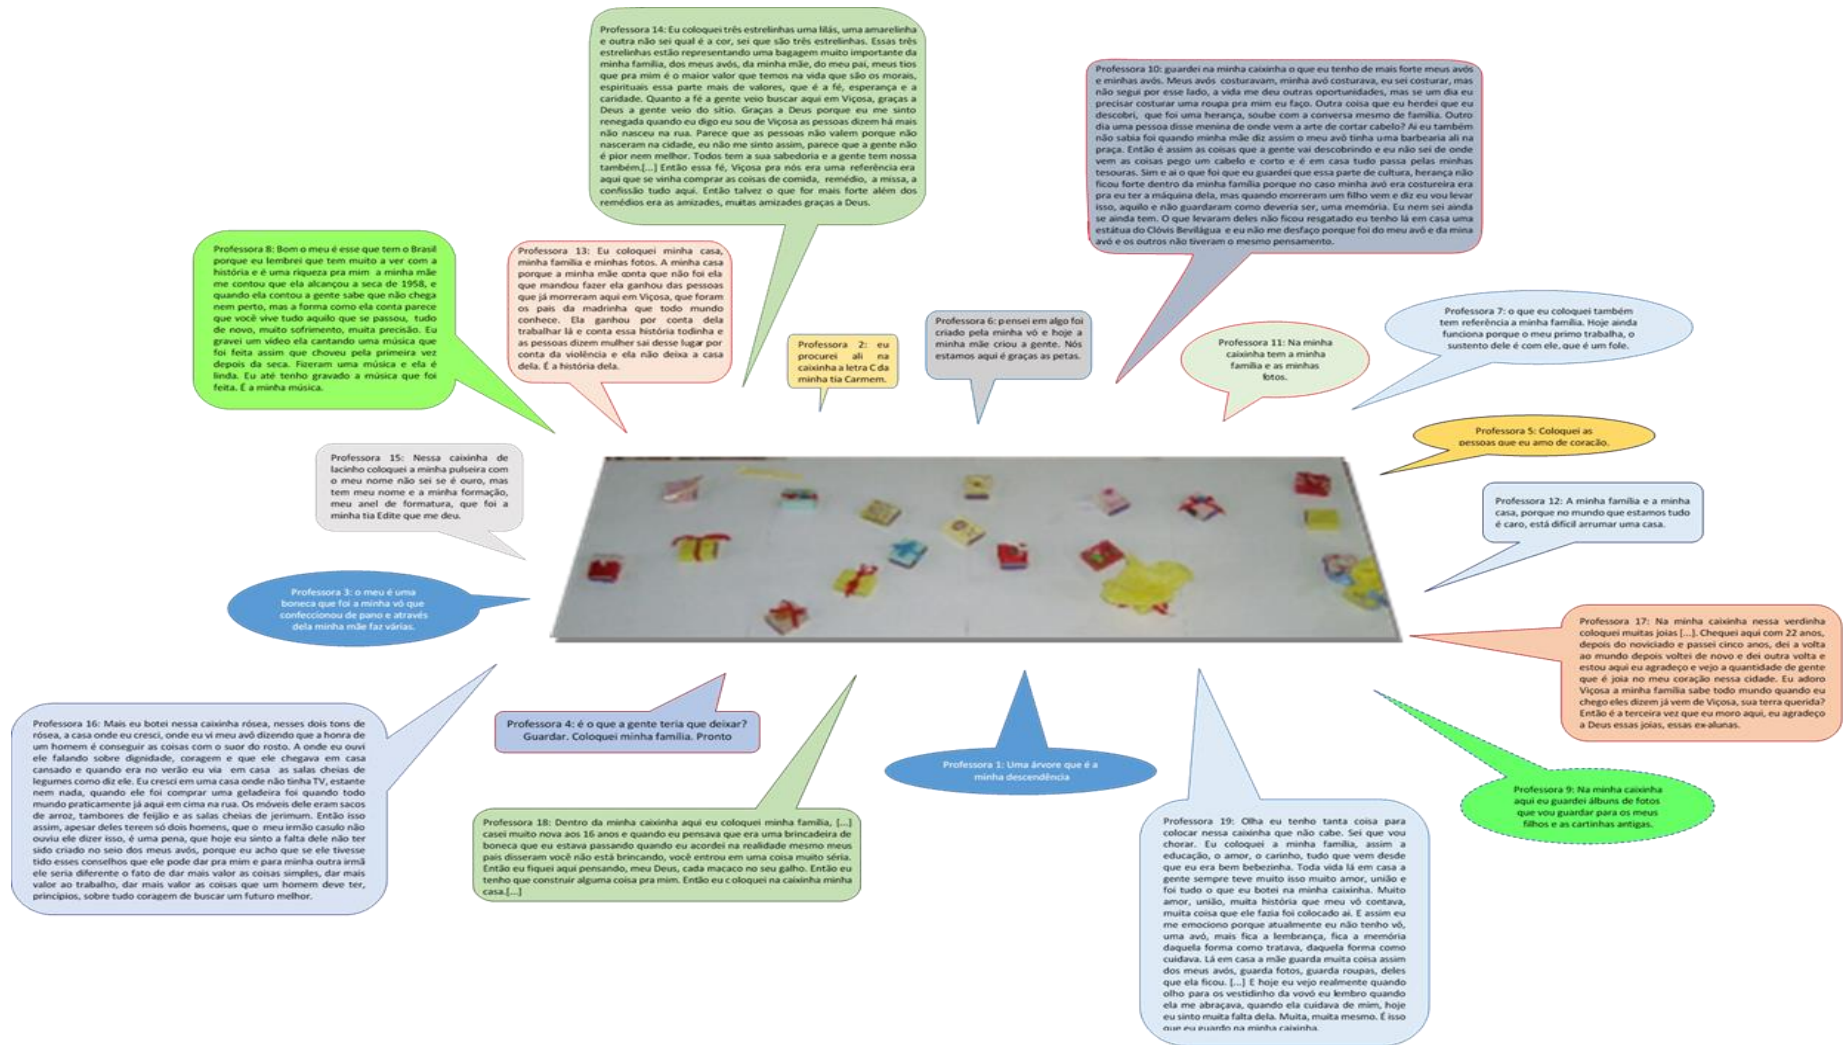 Professora 14: Eu coloquei três estrelinhas uma lilás, uma amarelinha
e outra não sei qual é a cor, sei que são três estrelinhas. Essas três
estrelinhas estão representando uma bagagem muito importante da
minha família, dos meus avós, da minha mãe, do meu pai, meus tios
que pra mim é o maior valor que temos na vida que são os morais,
espirituais essa parte mais de valores, que é a fé, esperança e a
caridade. Quanto a fé a gente veio buscar aqui em Viçosa, graças a
Deus a gente veio do sítio. Graças a Deus porque eu me sinto
renegada quando eu digo eu sou de Viçosa as pessoas dizem há mais
não nasceu na rua. Parece que as pessoas não valem porque não
nasceram na cidade, eu não me sinto assim, parece que a gente não
é pior nem melhor. Todos tem a sua sabedoria e a gente tem nossa
também.[...] Então essa fé, Viçosa pra nós era uma referência era
aqui que se vinha comprar as coisas de comida, remédio, a missa, a
confissão tudo aqui. Então talvez o que for mais forte além dos
remédios era as amizades, muitas amizades graças a Deus.
Professora 10: guardei na minha caixinha o que eu tenho de mais forte meus avós
e minhas avós. Meus avós costuravam, minha avó costurava, eu sei costurar, mas
não segui por esse lado, a vida me deu outras oportunidades, mas se um dia eu
precisar costurar uma roupa pra mim eu faço. Outra coisa que eu herdei que eu
descobri, que foi uma herança, soube com a conversa mesmo de família. Outro
dia uma pessoa disse menina de onde vem a arte de cortar cabelo? Ai eu também
não sabia foi quando minha mãe diz assim o meu avô tinha uma barbearia ali na
praça. Então é assim as coisas que a gente vai descobrindo e eu não sei de onde
vem as coisas pego um cabelo e corto e é em casa tudo passa pelas minhas
tesouras. Sim e ai o que foi que eu guardei que essa parte de cultura, herança não
ficou forte dentro da minha família porque no caso minha avó era costureira era
pra eu ter a máquina dela, mas quando morreram um filho vem e diz eu vou levar
isso, aquilo e não guardaram como deveria ser, uma memória. Eu nem sei ainda
se ainda tem. O que levaram deles não ficou resgatado eu tenho lá em casa uma
estátua do Clóvis Bevilágua e eu não me desfaço porque foi do meu avô e da mina
avó e os outros não tiveram o mesmo pensamento.
Professora 8: Bom o meu é esse que tem o Brasil
porque eu lembrei que tem muito a ver com a
história e é uma riqueza pra mim a minha mãe
me contou que ela alcançou a seca de 1958, e
quando ela contou a gente sabe que não chega
nem perto, mas a forma como ela conta parece
que você vive tudo aquilo que se passou, tudo
de novo, muito sofrimento, muita precisão. Eu
gravei um vídeo ela cantando uma música que
foi feita assim que choveu pela primeira vez
depois da seca. Fizeram uma música e ela é
linda. Eu até tenho gravado a música que foi
feita. É a minha música.
Professora 13: Eu coloquei minha casa,
minha família e minhas fotos. A minha casa
porque a minha mãe conta que não foi ela
que mandou fazer ela ganhou das pessoas
que já morreram aqui em Viçosa, que foram
os pais da madrinha que todo mundo
conhece. Ela ganhou por conta dela
trabalhar lá e conta essa história todinha e
as pessoas dizem mulher sai desse lugar por
conta da violência e ela não deixa a casa
dela. É a história dela.
Professora 2: eu
procurei ali na
caixinha a letra C da
minha tia Carmem.
Professora 6: pensei em algo foi
criado pela minha vó e hoje a
minha mãe criou a gente. Nós
estamos aqui é graças as petas.
Professora 11: Na minha
caixinha tem a minha
família e as minhas
fotos.
Professora 7: o que eu coloquei também
tem referência a minha família. Hoje ainda
funciona porque o meu primo trabalha, o
sustento dele é com ele, que é um fole.
Professora 5: Coloquei as
pessoas que eu amo de coração.
Professora 15: Nessa caixinha de
lacinho coloquei a minha pulseira com
o meu nome não sei se é ouro, mas
tem meu nome e a minha formação,
meu anel de formatura, que foi a
minha tia Edite que me deu.
Professora 12: A minha família e a minha
casa, porque no mundo que estamos tudo
é caro, está difícil arrumar uma casa.
Professora 3: o meu é uma
boneca que foi a minha vó que
confeccionou de pano e através
dela minha mãe faz várias.
Professora 17: Na minha caixinha nessa verdinha
coloquei muitas joias [...]. Chequei aqui com 22 anos,
depois do noviciado e passei cinco anos, dei a volta
ao mundo depois voltei de novo e dei outra volta e
estou aqui eu agradeço e vejo a quantidade de gente
que é joia no meu coração nessa cidade. Eu adoro
Viçosa a minha família sabe todo mundo quando eu
chego eles dizem já vem de Viçosa, sua terra querida?
Então é a terceira vez que eu moro aqui, eu agradeço
a Deus essas joias, essas ex-alunas.
Professora 16: Mais eu botei nessa caixinha rósea, nesses dois tons de
rósea, a casa onde eu cresci, onde eu vi meu avô dizendo que a honra de
um homem é conseguir as coisas com o suor do rosto. A onde eu ouvi
ele falando sobre dignidade, coragem e que ele chegava em casa
cansado e quando era no verão eu via em casa as salas cheias de
legumes como diz ele. Eu cresci em uma casa onde não tinha TV, estante
nem nada, quando ele foi comprar uma geladeira foi quando todo
mundo praticamente já aqui em cima na rua. Os móveis dele eram sacos
de arroz, tambores de feijão e as salas cheias de jerimum. Então isso
assim, apesar deles terem só dois homens, que o meu irmão casulo não
ouviu ele dizer isso, é uma pena, que hoje eu sinto a falta dele não ter
sido criado no seio dos meus avós, porque eu acho que se ele tivesse
tido esses conselhos que ele pode dar pra mim e para minha outra irmã
ele seria diferente o fato de dar mais valor as coisas simples, dar mais
valor ao trabalho, dar mais valor as coisas que um homem deve ter,
princípios, sobre tudo coragem de buscar um futuro melhor.
Professora 4: é o que a gente teria que deixar?
Guardar. Coloquei minha família. Pronto
Professora 1: Uma árvore que é a
minha descendência
Professora 9: Na minha caixinha
aqui eu guardei álbuns de fotos
que vou guardar para os meus
filhos e as cartinhas antigas.
Professora 18: Dentro da minha caixinha aqui eu coloquei minha família, [...]
casei muito nova aos 16 anos e quando eu pensava que era uma brincadeira de
boneca que eu estava passando quando eu acordei na realidade mesmo meus
pais disseram você não está brincando, você entrou em uma coisa muito séria.
Então eu fiquei aqui pensando, meu Deus, cada macaco no seu galho. Então eu
tenho que construir alguma coisa pra mim. Então eu coloquei na caixinha minha
casa.[...]
Professora 19: Olha eu tenho tanta coisa para
colocar nessa caixinha que não cabe. Sei que vou
chorar. Eu coloquei a minha família, assim a
educação, o amor, o carinho, tudo que vem desde
que eu era bem bebezinha. Toda vida lá em casa a
gente sempre teve muito isso muito amor, união e
foi tudo o que eu botei na minha caixinha. Muito
amor, união, muita história que meu vô contava,
muita coisa que ele fazia foi colocado ai. E assim eu
me emociono porque atualmente eu não tenho vô,
uma avó, mais fica a lembrança, fica a memória
daquela forma como tratava, daquela forma como
cuidava. Lá em casa a mãe guarda muita coisa assim
dos meus avós, guarda fotos, guarda roupas, deles
que ela ficou. [...] E hoje eu vejo realmente quando
olho para os vestidinho da vovó eu lembro quando
ela me abraçava, quando ela cuidava de mim, hoje
eu sinto muita falta dela. Muita, muita mesmo. É isso
que eu guardo na minha caixinha.